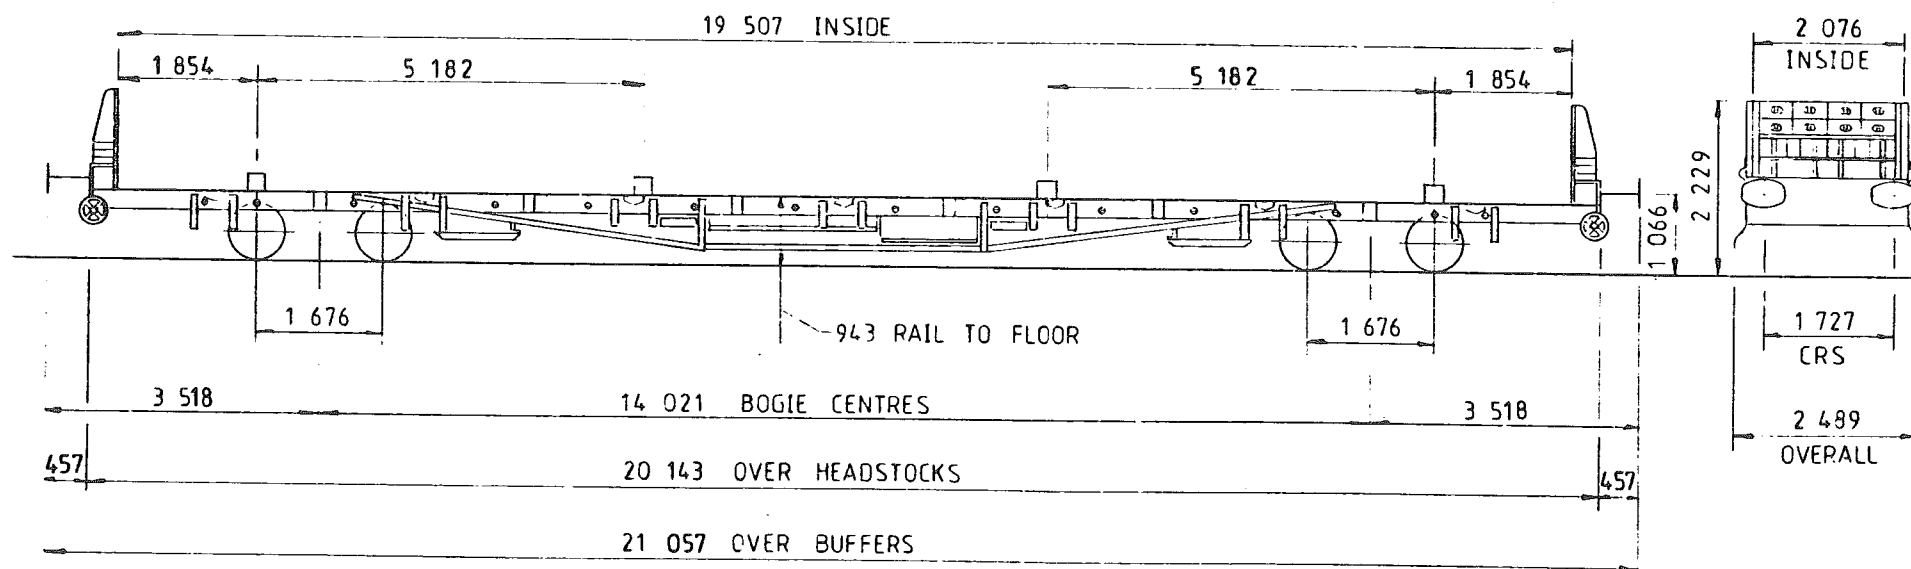 19 507 INSIDE
2 076
INSIDE
1 854
5 182
5 182
1 854
2 229
1 066
1 676
943 RAIL TO FLOOR
1 676
1 727
CRS
3 518
14 021 BOGIE CENTRES
3 518
2 489
OVERALL
457
20 143 OVER HEADSTOCKS
457
21 057 OVER BUFFERS